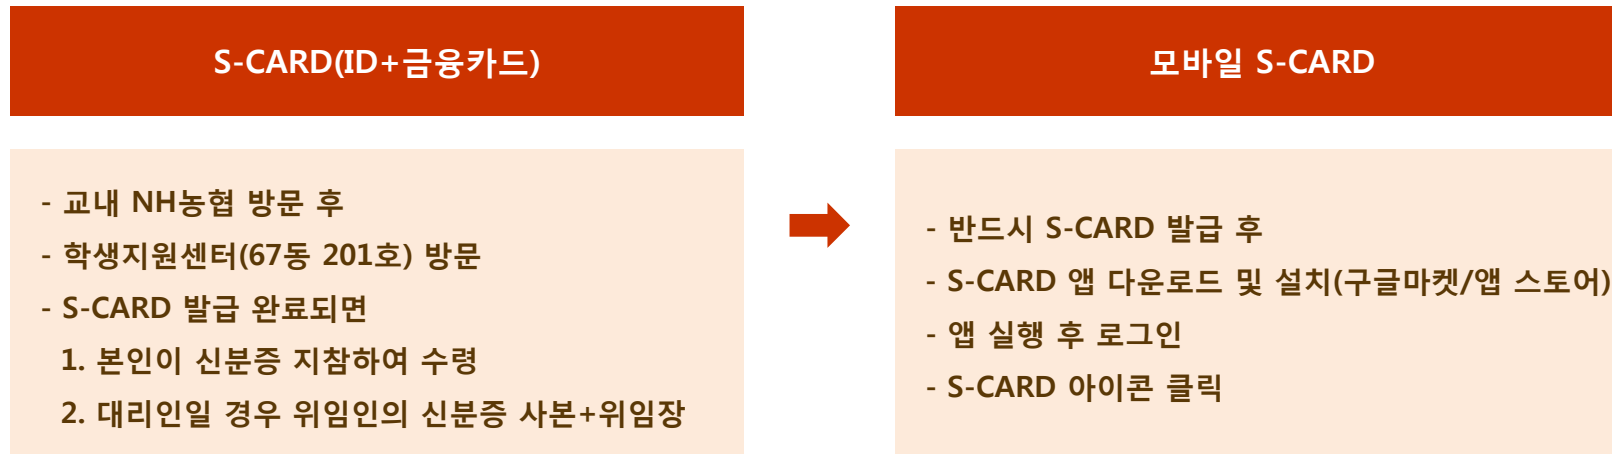 S-CARD(ID+금융카드)
- 교내 NH농협 방문 후
- 학생지원센터(67동 201호) 방문
- S-CARD 발급 완료되면
1. 본인이 신분증 지참하여 수령
2. 대리인일 경우 위임인의 신분증 사본+위임장
모바일 S-CARD
- 반드시 S-CARD 발급 후
- S-CARD 앱 다운로드 및 설치(구글마켓/앱 스토어)
- 앱 실행 후 로그인
- S-CARD 아이콘 클릭